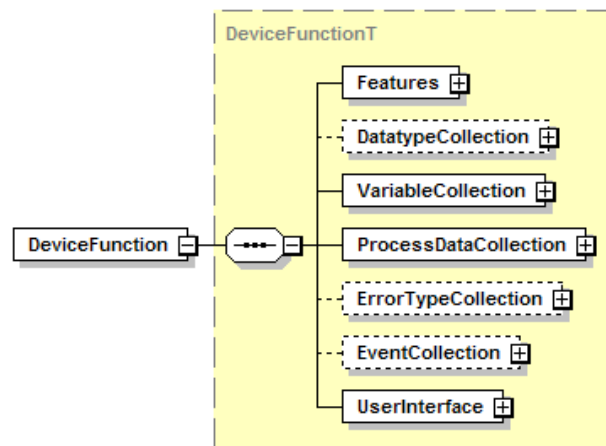 DeviceFunctionT
Features
DatatypeCollection
VariableCollection
DeviceFunction
ProcessDataCollection
ErrorTypeCollection
EventCollection
UserInterface